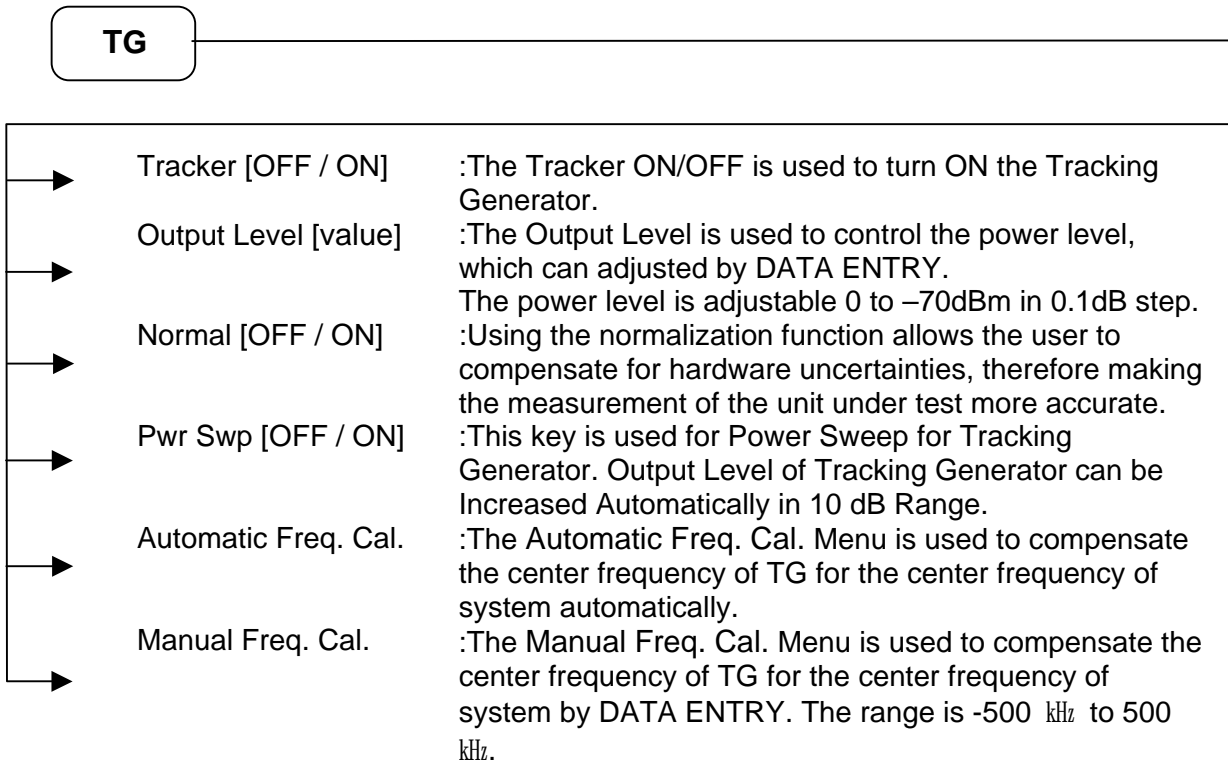 TG
Tracker [OFF / ON] :The Tracker ON/OFF is used to turn ON the Tracking
Generator.
Output Level [value] :The Output Level is used to control the power level,
which can adjusted by DATA ENTRY.
The power level is adjustable 0 to –70dBm in 0.1dB step.
Normal [OFF / ON] :Using the normalization function allows the user to
compensate for hardware uncertainties, therefore making
the measurement of the unit under test more accurate.
Pwr Swp [OFF / ON] :This key is used for Power Sweep for Tracking
Generator. Output Level of Tracking Generator can be
Increased Automatically in 10 dB Range.
Automatic Freq. Cal. :The Automatic Freq. Cal. Menu is used to compensate
the center frequency of TG for the center frequency of
system automatically.
Manual Freq. Cal. :The Manual Freq. Cal. Menu is used to compensate the
center frequency of TG for the center frequency of
system by DATA ENTRY. The range is -500 ㎑ to 500
㎑.